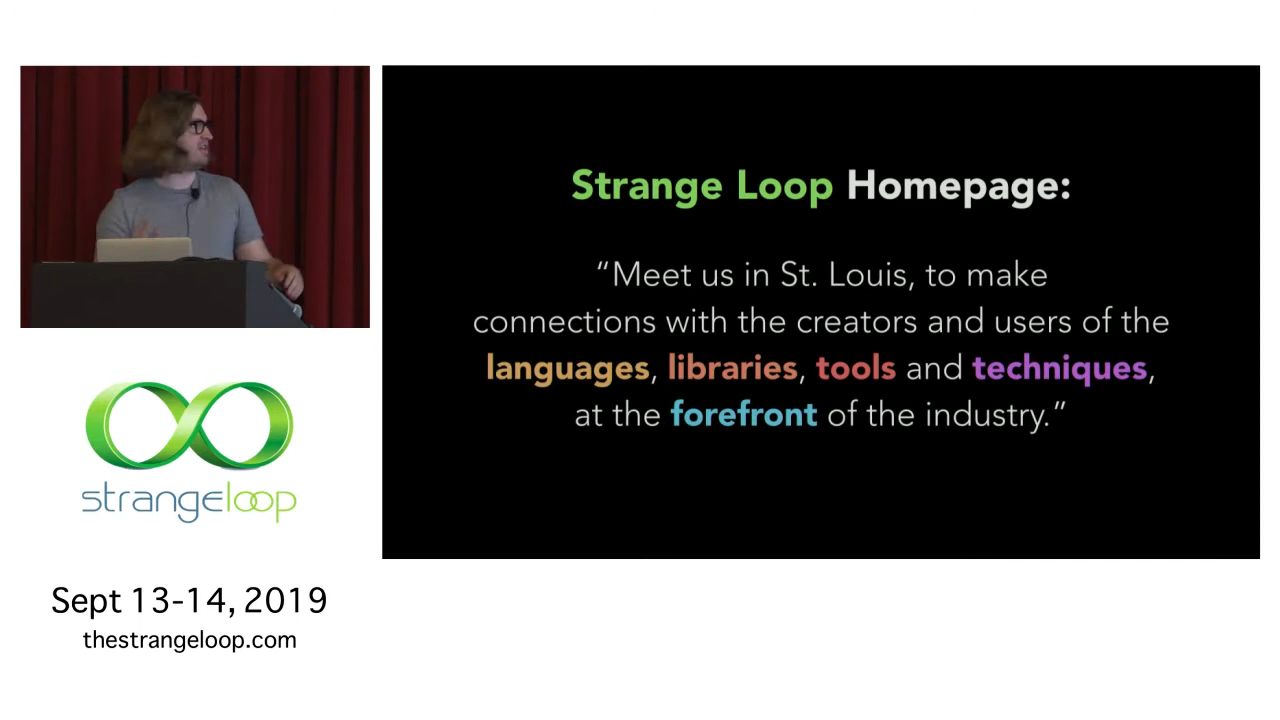 Strange Loop Homepage:
“Meet us in St. Louis, to make
connections with the creators and users of the
languages, libraries, tools and techniques,
at the forefront of the industry.”
strangeloop
Sept 13-14, 2019
thestrangeloop.com